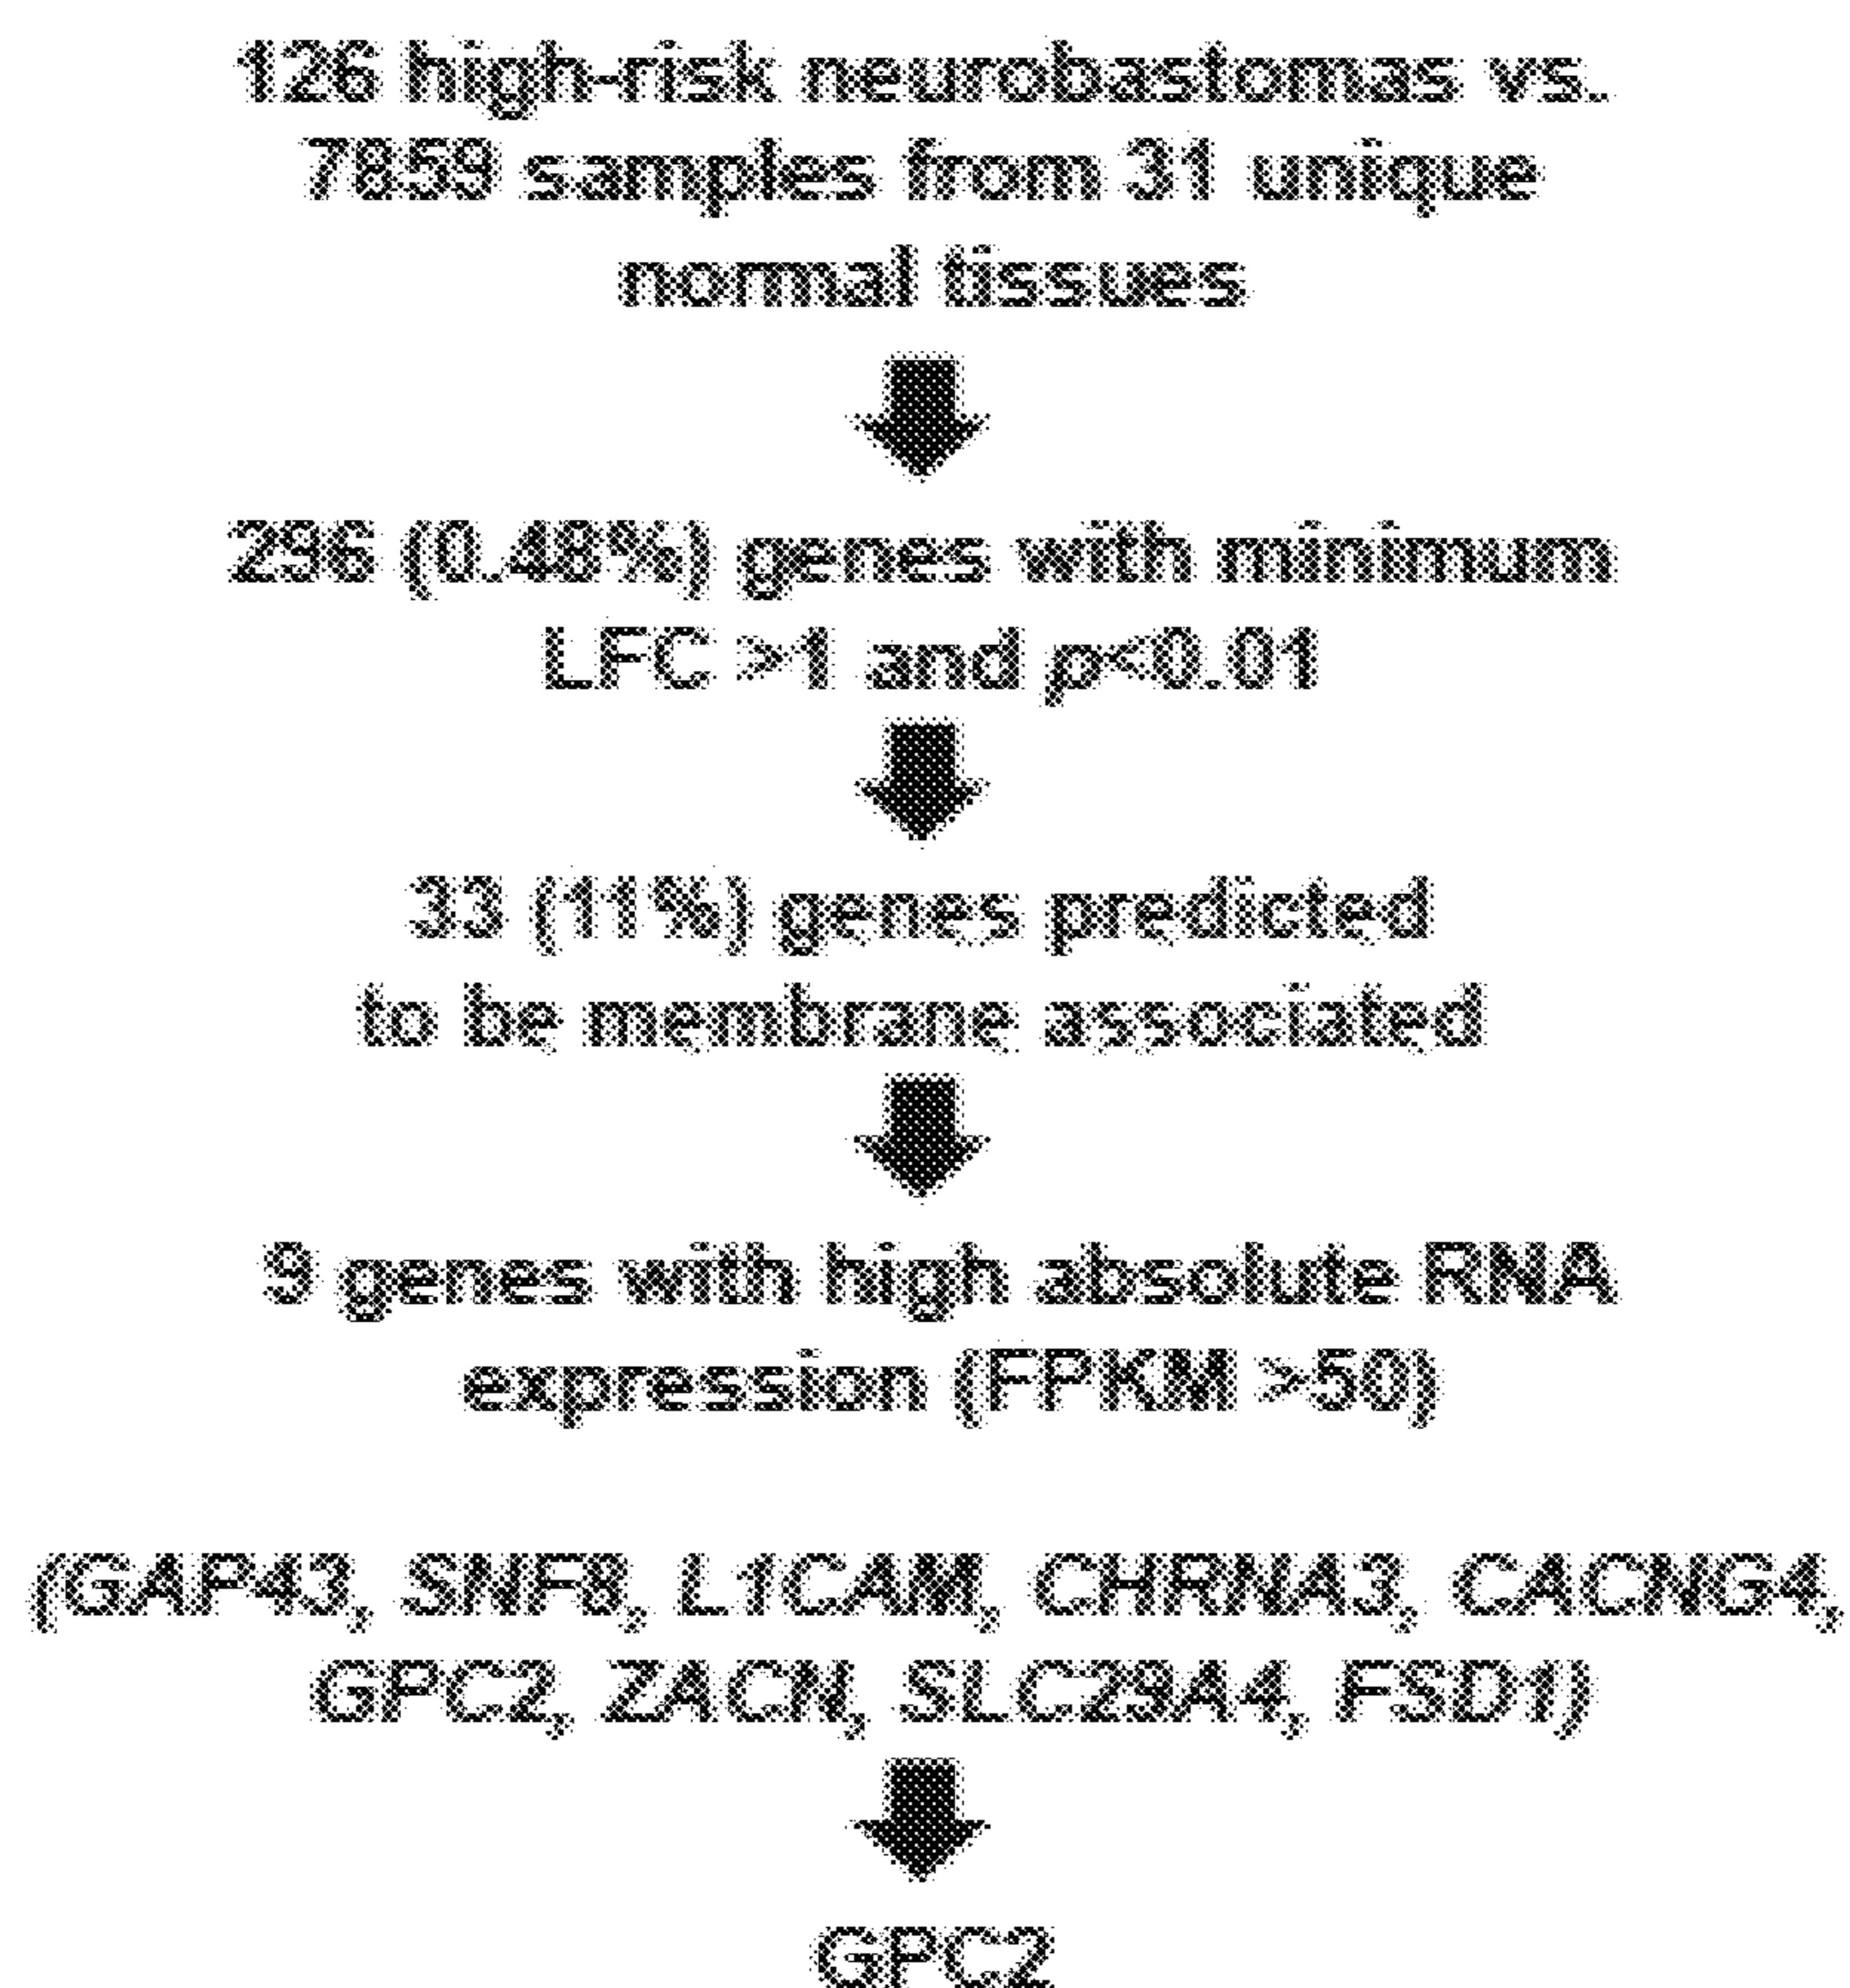 126 high-risk neurobastomas vs.
7859 samples from 31 unique
normal tissues
296 (0.48%) genes with minimum
LFC >1 and p<0.01
33 (11%) genes predicted
to be membrane associated
9 genes with high absolute RNA
expression (FPKM >50)
(GAP43, SNF8, L1CAM, CHRNA3, CACNG4,
GPC2, ZACN, SLC29A4, FSD1)
GPC2